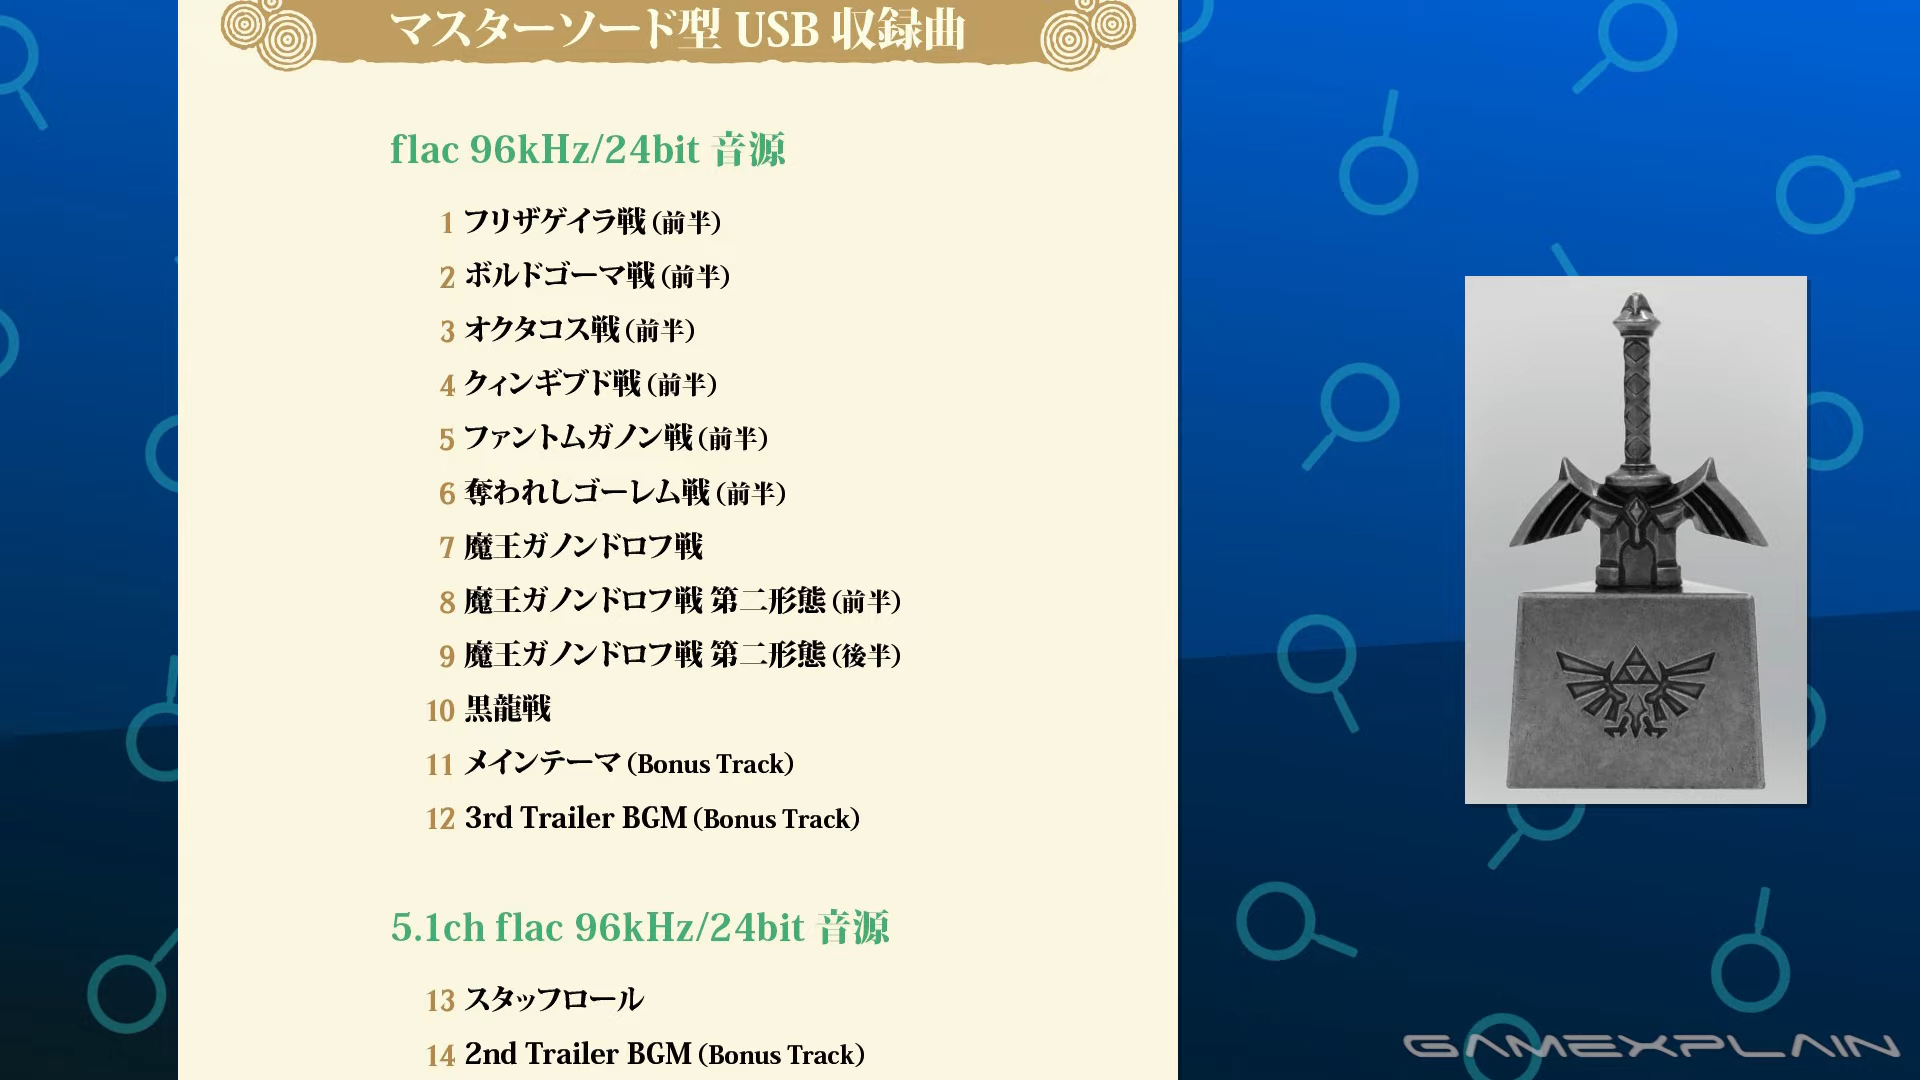 マスターソード型 USB 収録曲
flac 96kHz/24bit 音源
1 フリザゲイラ戦 (前半)
2 ボルドゴーマ戦 (前半)
3 オクタコス戦 (前半)
4 クィンギブド戦 (前半)
5 ファントムガノン戦 (前半)
6 奪われしゴーレム戦 (前半)
7 魔王ガノンドロフ戦
8 魔王ガノンドロフ戦 第二形態 (前半)
9 魔王ガノンドロフ戦 第二形態 (後半)
10 黒龍戦
11 メインテーマ (Bonus Track)
12 3rd Trailer BGM (Bonus Track)
5.1ch flac 96kHz/24bit 音源
13 スタッフロール
14 2nd Trailer BGM (Bonus Track)
GAMEXPLAIN